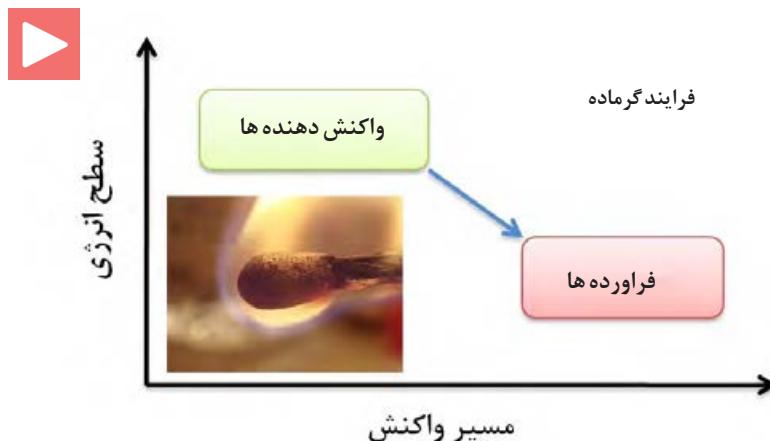 فرایند گرماده
واکنش دهنده ها
سطح انرژی
فراورده ها
مسیر واکنش